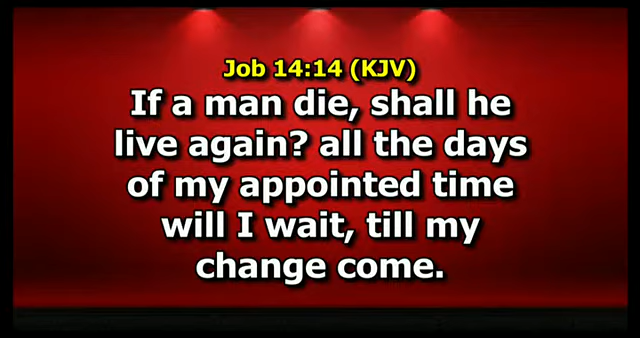 Job 14:14 (KJV)
If a man die, shall he
live again? all the days
of my appointed time
will I wait, till my
change come.